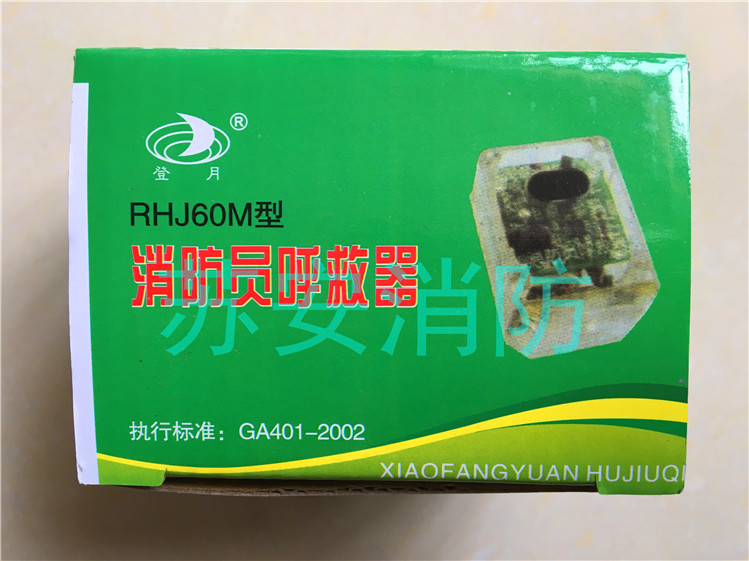 ®
登 月
RHJ60M型
消防员呼救器
赤安消防
执行标准：GA401-2002
XIAOFANGYUAN HUJIUQI